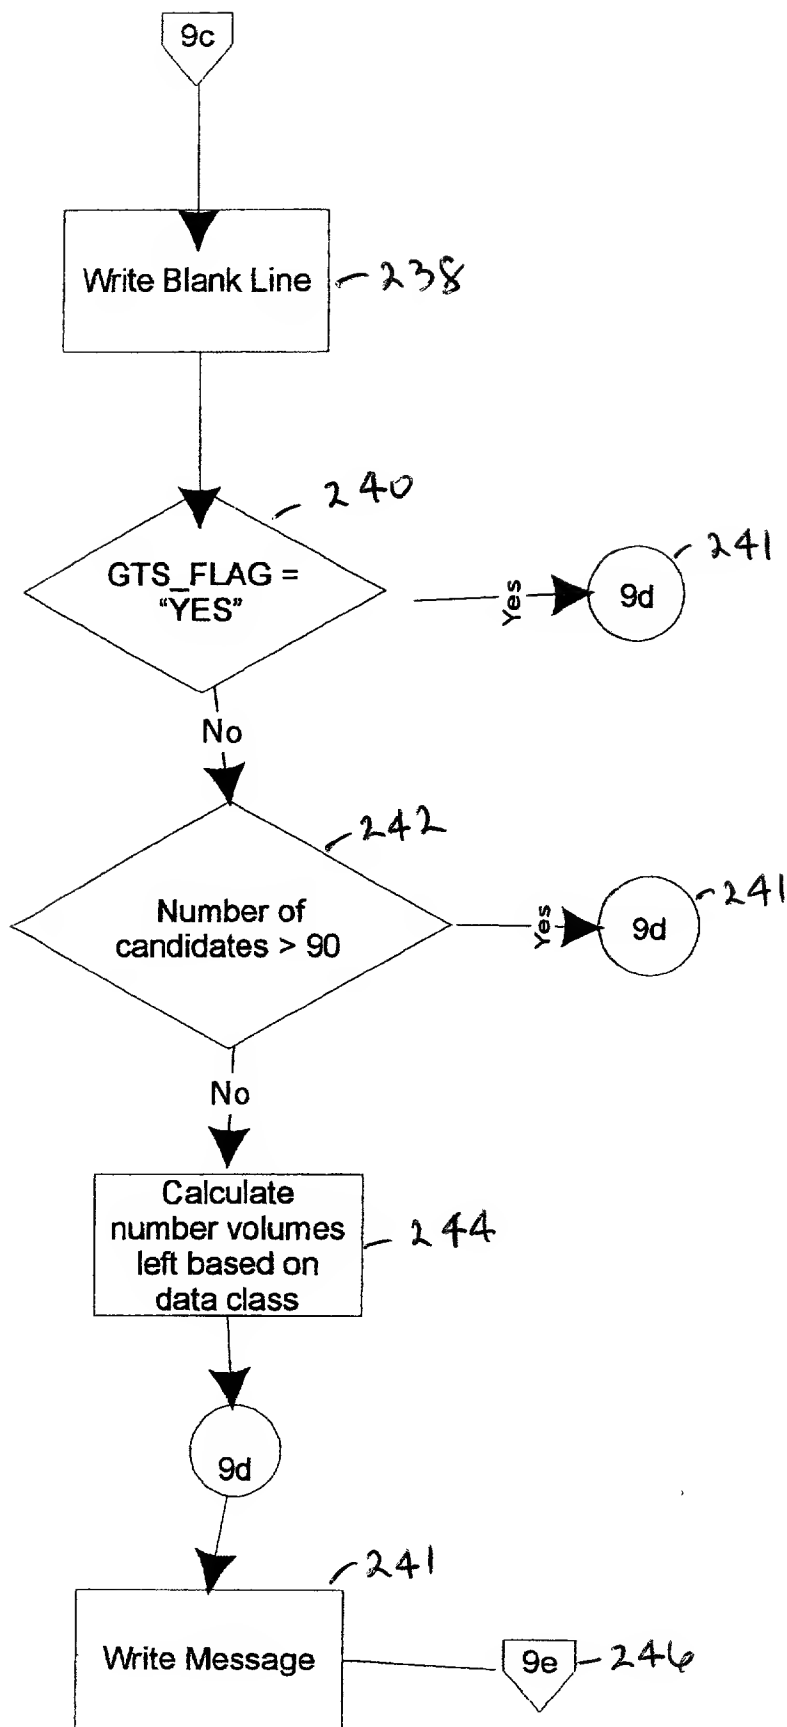 9c
Write Blank Line
238
240
GTS_FLAG =
"YES"
Yes
9d
241
No
242
Number of
candidates > 90
Yes
9d
241
No
Calculate
number volumes
left based on
data class
244
9d
241
Write Message
9e
246